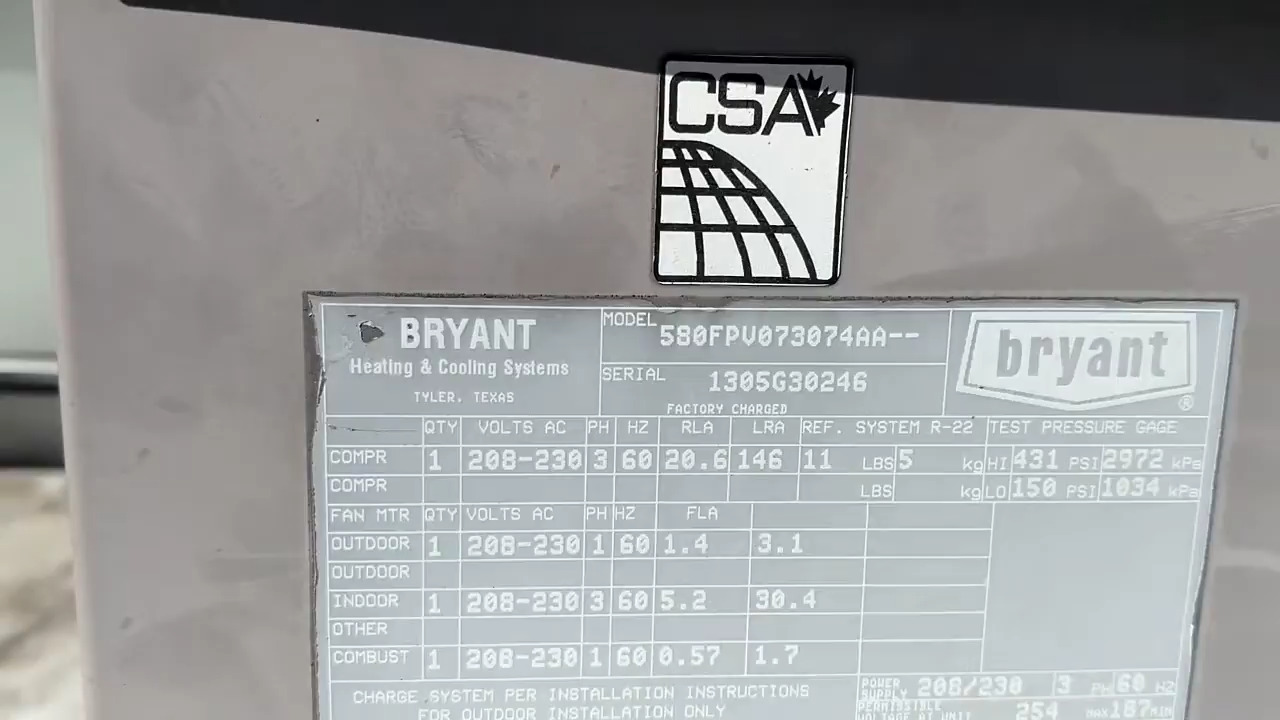 CSA
BRYANT
Heating & Cooling Systems
TYLER, TEXAS
MODEL 580FPV073074AA--
SERIAL 1305G30246
FACTORY CHARGED
bryant ®
QTY VOLTS AC PH HZ RLA LRA REF. SYSTEM R-22 TEST PRESSURE GAGE
COMPR 1 208-230 3 60 20.6 146 11 LBS 5 kg HI 431 PSI 2972 kPa
COMPR LBS kg LO 150 PSI 1034 kPa
FAN MTR QTY VOLTS AC PH HZ FLA
OUTDOOR 1 208-230 1 60 1.4 3.1
OUTDOOR
INDOOR 1 208-230 3 60 5.2 30.4
OTHER
COMBUST 1 208-230 1 60 0.57 1.7
CHARGE SYSTEM PER INSTALLATION INSTRUCTIONS
FOR OUTDOOR INSTALLATION ONLY
POWER SUPPLY 208/230 3 PH 60 HZ
PERMISSIBLE VOLTAGE AT UNIT 254 MAX 187 MIN